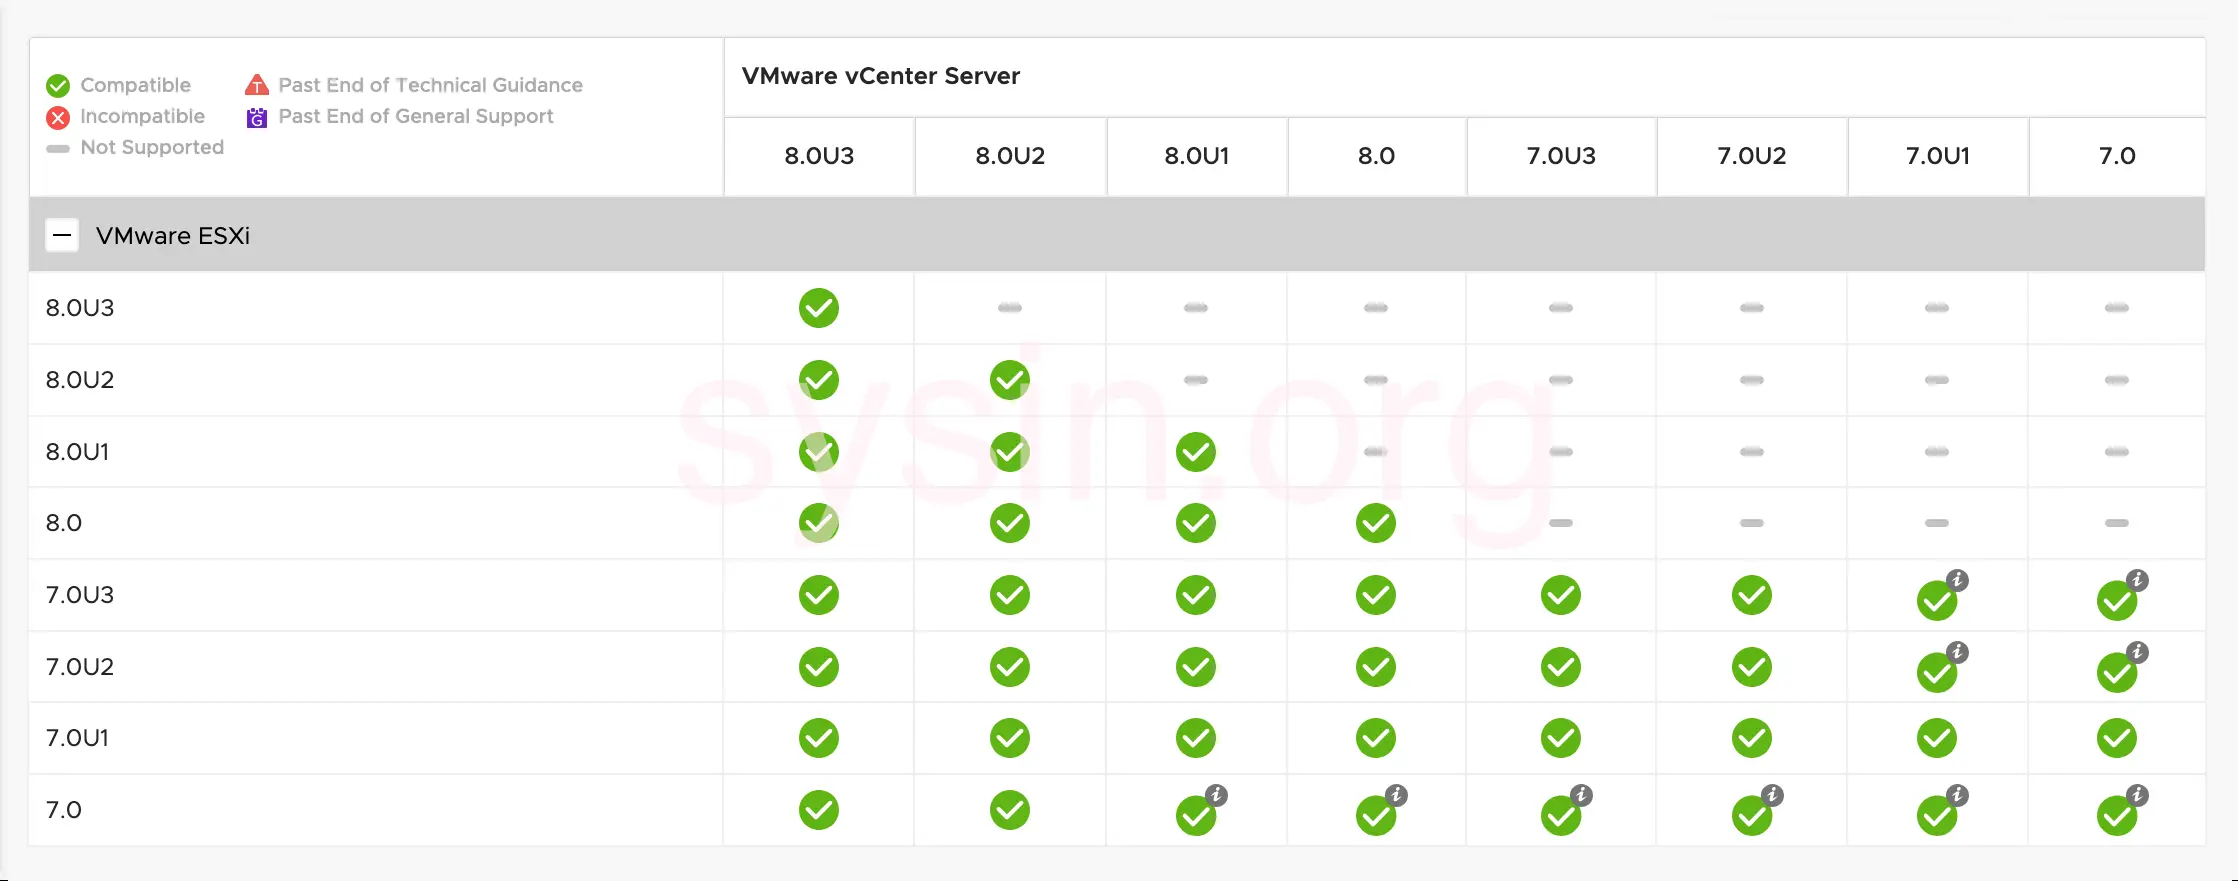 Compatible
Past End of Technical Guidance
Incompatible
Past End of General Support
Not Supported
VMware vCenter Server
8.0U3 8.0U2 8.0U1 8.0 7.0U3 7.0U2 7.0U1 7.0
VMware ESXi
8.0U3
8.0U2
8.0U1
8.0
7.0U3
7.0U2
7.0U1
7.0
sysin.org